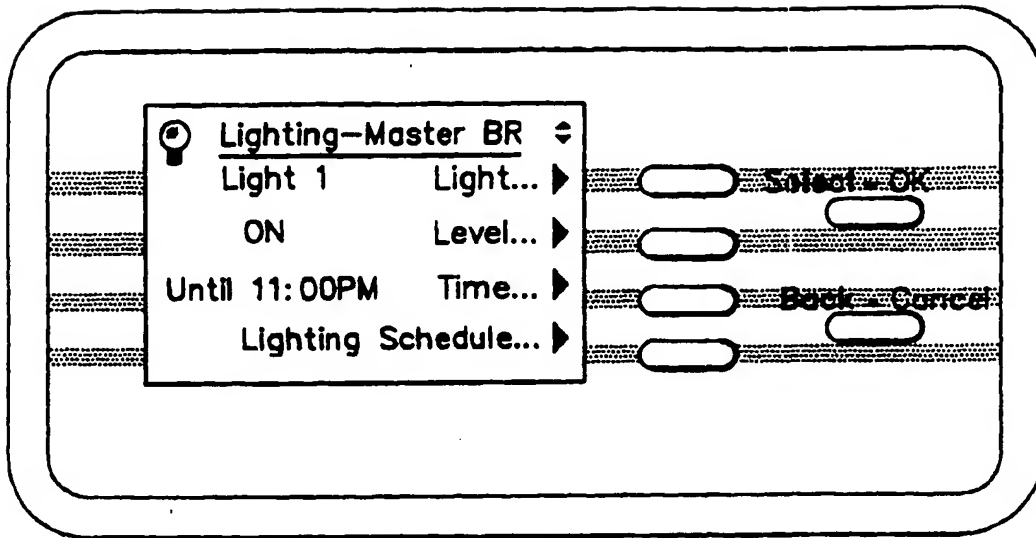 Lighting-Master BR
Light 1 Light...
ON Level...
Until 11:00PM Time...
Lighting Schedule...
Select - OK
Back - Cancel